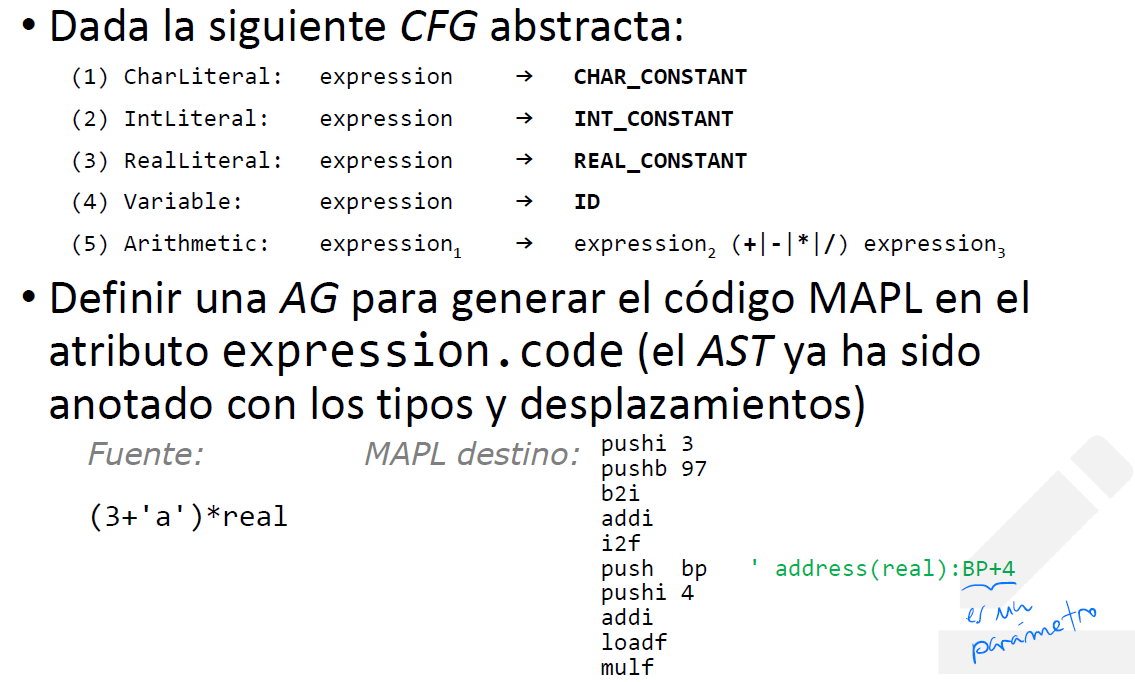 • Dada la siguiente CFG abstracta:
(1) CharLiteral: expression → CHAR_CONSTANT
(2) IntLiteral: expression → INT_CONSTANT
(3) RealLiteral: expression → REAL_CONSTANT
(4) Variable: expression → ID
(5) Arithmetic: expression₁ → expression₂ (+|-|*|/) expression₃
• Definir una AG para generar el código MAPL en el
atributo expression.code (el AST ya ha sido
anotado con los tipos y desplazamientos)
Fuente:
(3+'a')*real
MAPL destino:
pushi 3
pushb 97
b2i
addi
i2f
push bp ' address(real):BP+4
pushi 4
addi
loadf
mulf
es un
parámetro